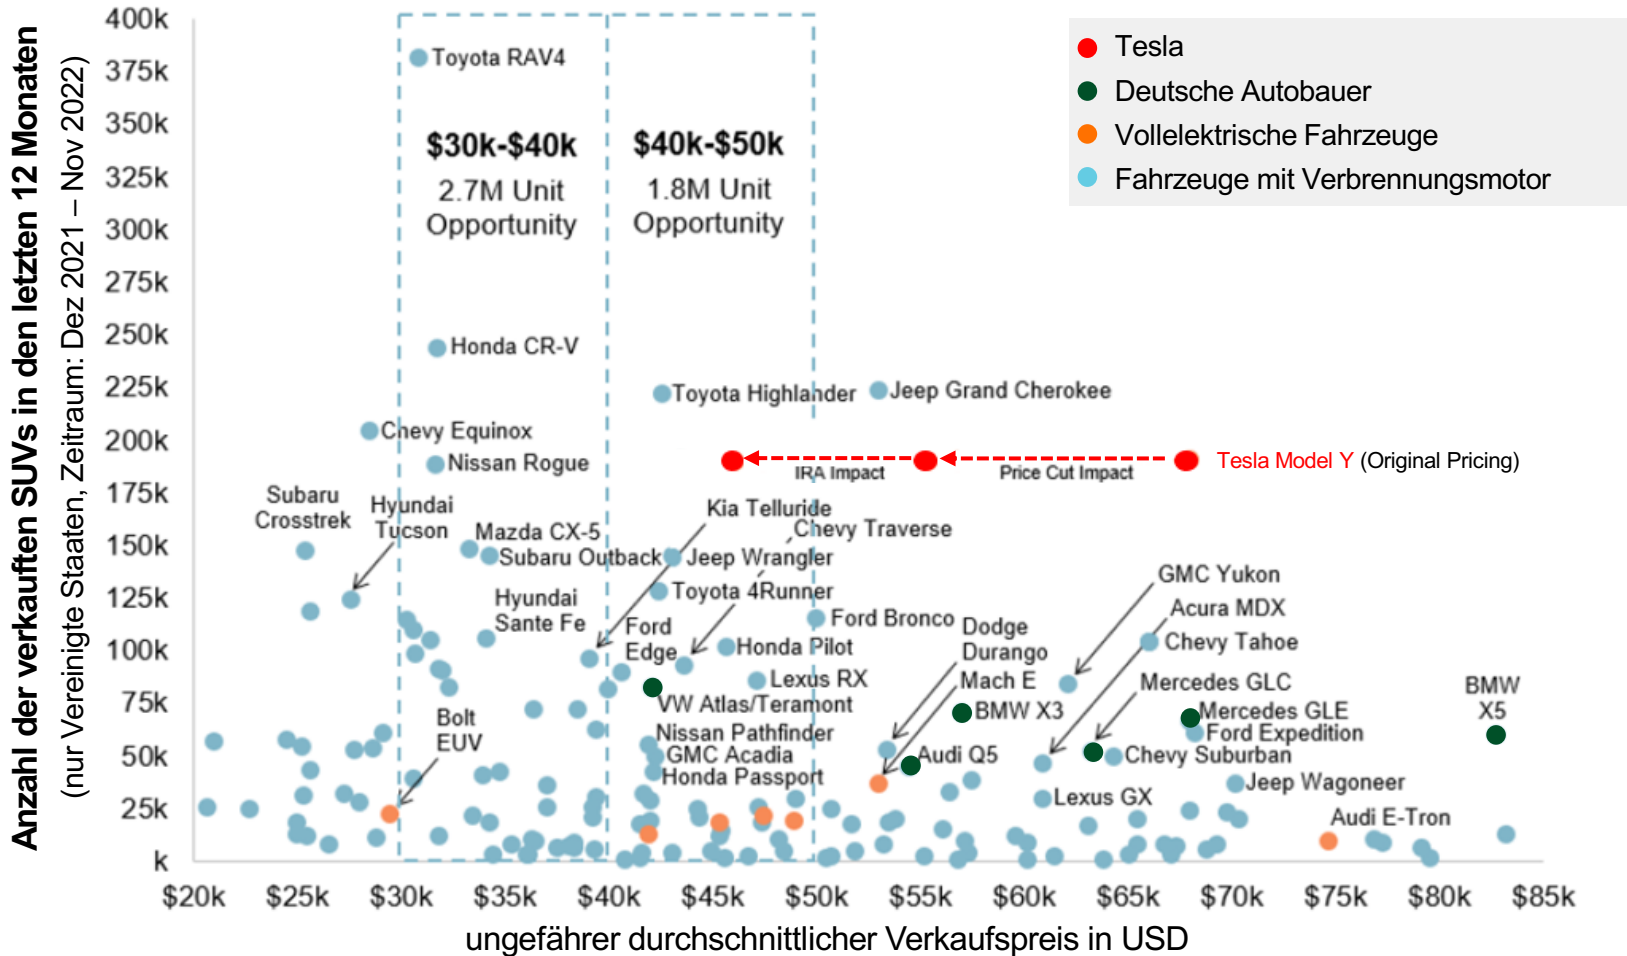 Anzahl der verkauften SUVs in den letzten 12 Monaten
(nur Vereinigte Staaten, Zeitraum: Dez 2021 – Nov 2022)
400k
375k
350k
325k
300k
275k
250k
225k
200k
175k
150k
125k
100k
75k
50k
25k
k
Tesla
Deutsche Autobauer
Vollelektrische Fahrzeuge
Fahrzeuge mit Verbrennungsmotor
Toyota RAV4
$30k-$40k
2.7M Unit
Opportunity
$40k-$50k
1.8M Unit
Opportunity
Honda CR-V
Toyota Highlander
Jeep Grand Cherokee
Chevy Equinox
Nissan Rogue
IRA Impact
Price Cut Impact
Tesla Model Y (Original Pricing)
Subaru
Crosstrek
Hyundai
Tucson
Kia Telluride
Chevy Traverse
Mazda CX-5
Subaru Outback
Jeep Wrangler
Toyota 4Runner
GMC Yukon
Hyundai
Sante Fe
Acura MDX
Ford
Edge
Ford Bronco
Dodge
Durango
Honda Pilot
Chevy Tahoe
Lexus RX
Mach E
Mercedes GLC
BMW
X5
VW Atlas/Teramont
BMW X3
Mercedes GLE
Bolt
EUV
Nissan Pathfinder
Ford Expedition
GMC Acadia
Audi Q5
Chevy Suburban
Honda Passport
Jeep Wagoneer
Lexus GX
Audi E-Tron
$20k
$25k
$30k
$35k
$40k
$45k
$50k
$55k
$60k
$65k
$70k
$75k
$80k
$85k
ungefährer durchschnittlicher Verkaufspreis in USD